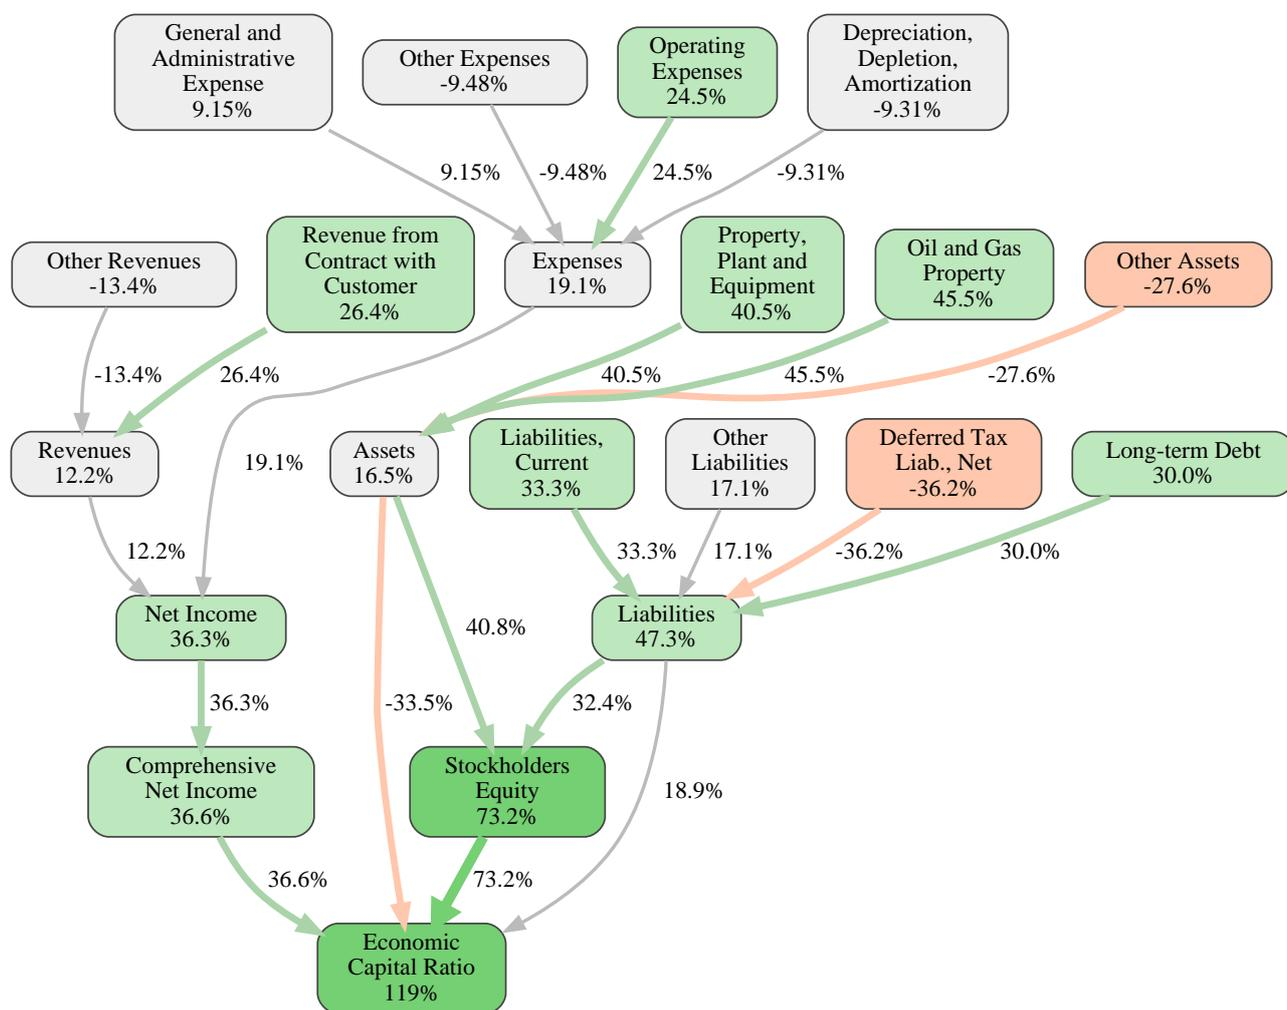 General and
Administrative
Expense
9.15%
Other Expenses
-9.48%
Operating
Expenses
24.5%
Depreciation,
Depletion,
Amortization
-9.31%
9.15%
-9.48%
24.5%
-9.31%
Other Revenues
-13.4%
Revenue from
Contract with
Customer
26.4%
Expenses
19.1%
Property,
Plant and
Equipment
40.5%
Oil and Gas
Property
45.5%
Other Assets
-27.6%
-13.4%
26.4%
40.5%
45.5%
-27.6%
Revenues
12.2%
19.1%
Assets
16.5%
Liabilities,
Current
33.3%
Other
Liabilities
17.1%
Deferred Tax
Liab., Net
-36.2%
Long-term Debt
30.0%
12.2%
33.3%
17.1%
-36.2%
30.0%
Net Income
36.3%
40.8%
Liabilities
47.3%
36.3%
-33.5%
32.4%
Comprehensive
Net Income
36.6%
Stockholders
Equity
73.2%
18.9%
36.6%
73.2%
Economic
Capital Ratio
119%